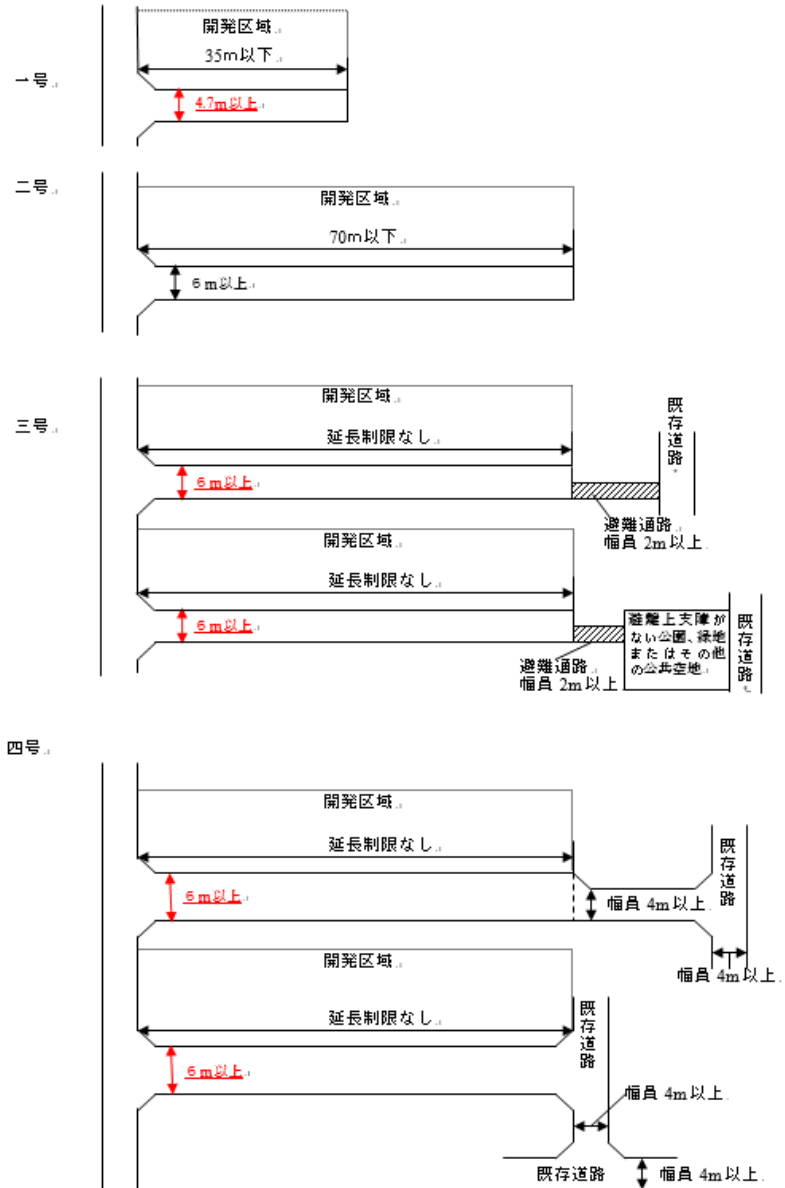 一号
開発区域
35m以下
4.7m以上
二号
開発区域
70m以下
6m以上
三号
開発区域
延長制限なし
6m以上
既存道路
避難通路
幅員 2m以上
開発区域
延長制限なし
6m以上
避難通路
幅員 2m以上
避難上支障が
ない公園、緑地
またはその他
の公共空地
既存道路
四号
開発区域
延長制限なし
6m以上
既存道路
幅員 4m以上
幅員 4m以上
開発区域
延長制限なし
6m以上
既存道路
幅員 4m以上
既存道路
幅員 4m以上